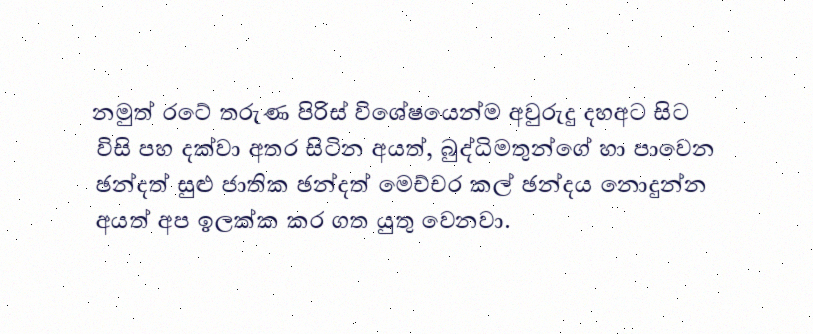 නමුත් රටේ තරුණ පිරිස් විශේෂයෙන්ම අවුරුදු දහඅට සිට
විසි පහ දක්වා අතර සිටින අයත්, බුද්ධිමතුන්ගේ හා පාවෙන
ඡන්දත් සුළු ජාතික ඡන්දත් මෙච්චර කල් ඡන්දය නොදුන්න
අයත් අප ඉලක්ක කර ගත යුතු වෙනවා.